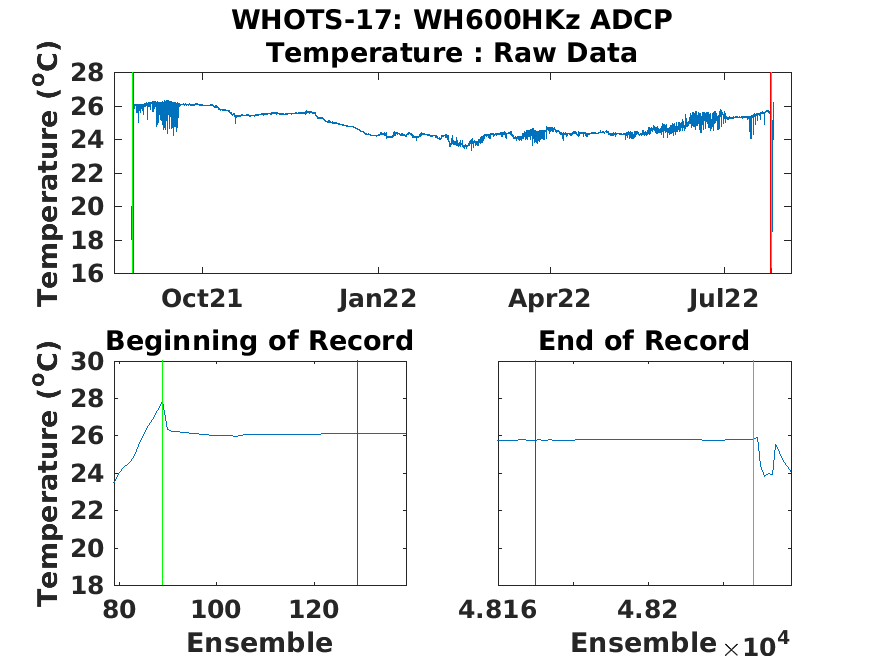 WHOTS-17: WH600HKz ADCP
Temperature : Raw Data
Temperature (°C)
28
26
24
22
20
18
16
Oct21 Jan22 Apr22 Jul22
Beginning of Record
Temperature (°C)
30
28
26
24
22
20
18
80 100 120
Ensemble
End of Record
4.816 4.82
Ensemble ×10⁴